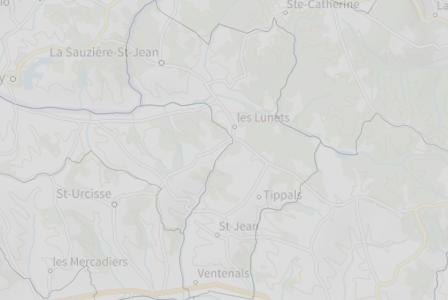 Ste-Catherine
La Sauzière-St-Jean
les Lunets
St-Urcisse
Tippals
St-Jean
les Mercadiers
Ventenals